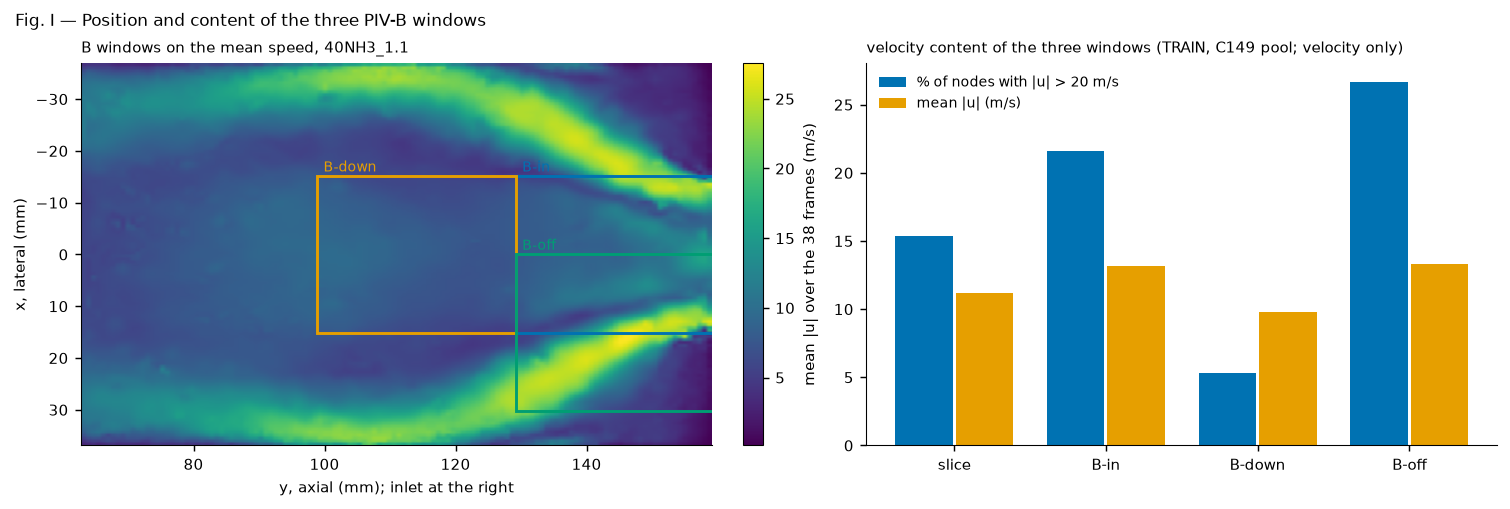 Fig. I — Position and content of the three PIV-B windows
B windows on the mean speed, 40NH3_1.1
x, lateral (mm)
−30
−20
−10
0
10
20
30
B-down
B-off
80
100
120
140
y, axial (mm); inlet at the right
25
20
15
10
5
mean |u| over the 38 frames (m/s)
velocity content of the three windows (TRAIN, C149 pool; velocity only)
% of nodes with |u| > 20 m/s
mean |u| (m/s)
25
20
15
10
5
0
slice
B-in
B-down
B-off